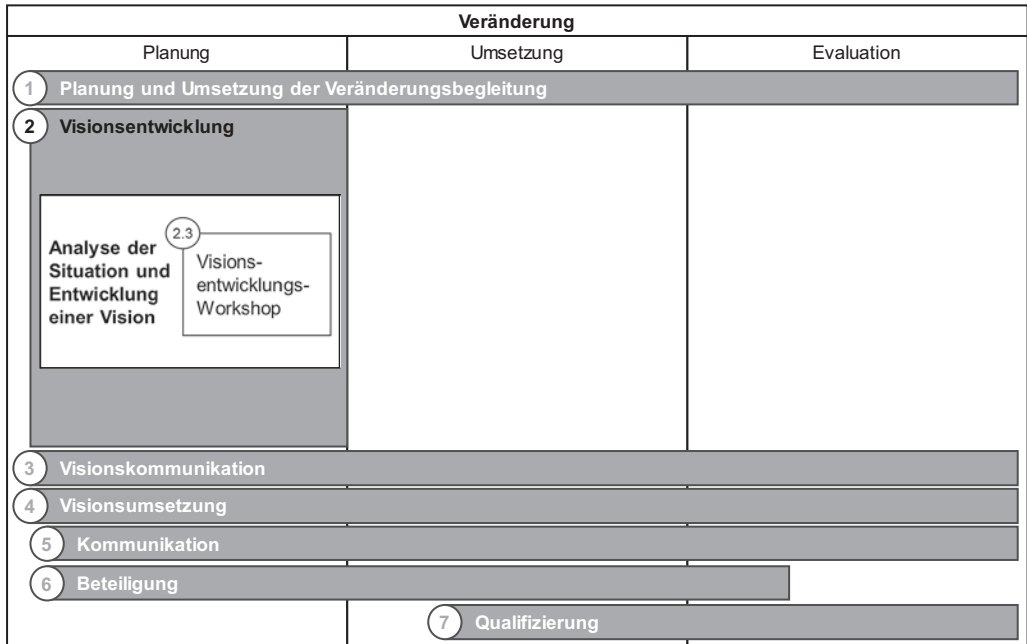 Veränderung
Planung
Umsetzung
Evaluation
1 Planung und Umsetzung der Veränderungsbegleitung
2 Visionsentwicklung
Analyse der
Situation und
Entwicklung
einer Vision
2.3
Visions-
entwicklungs-
Workshop
3 Visionskommunikation
4 Visionsumsetzung
5 Kommunikation
6 Beteiligung
7 Qualifizierung